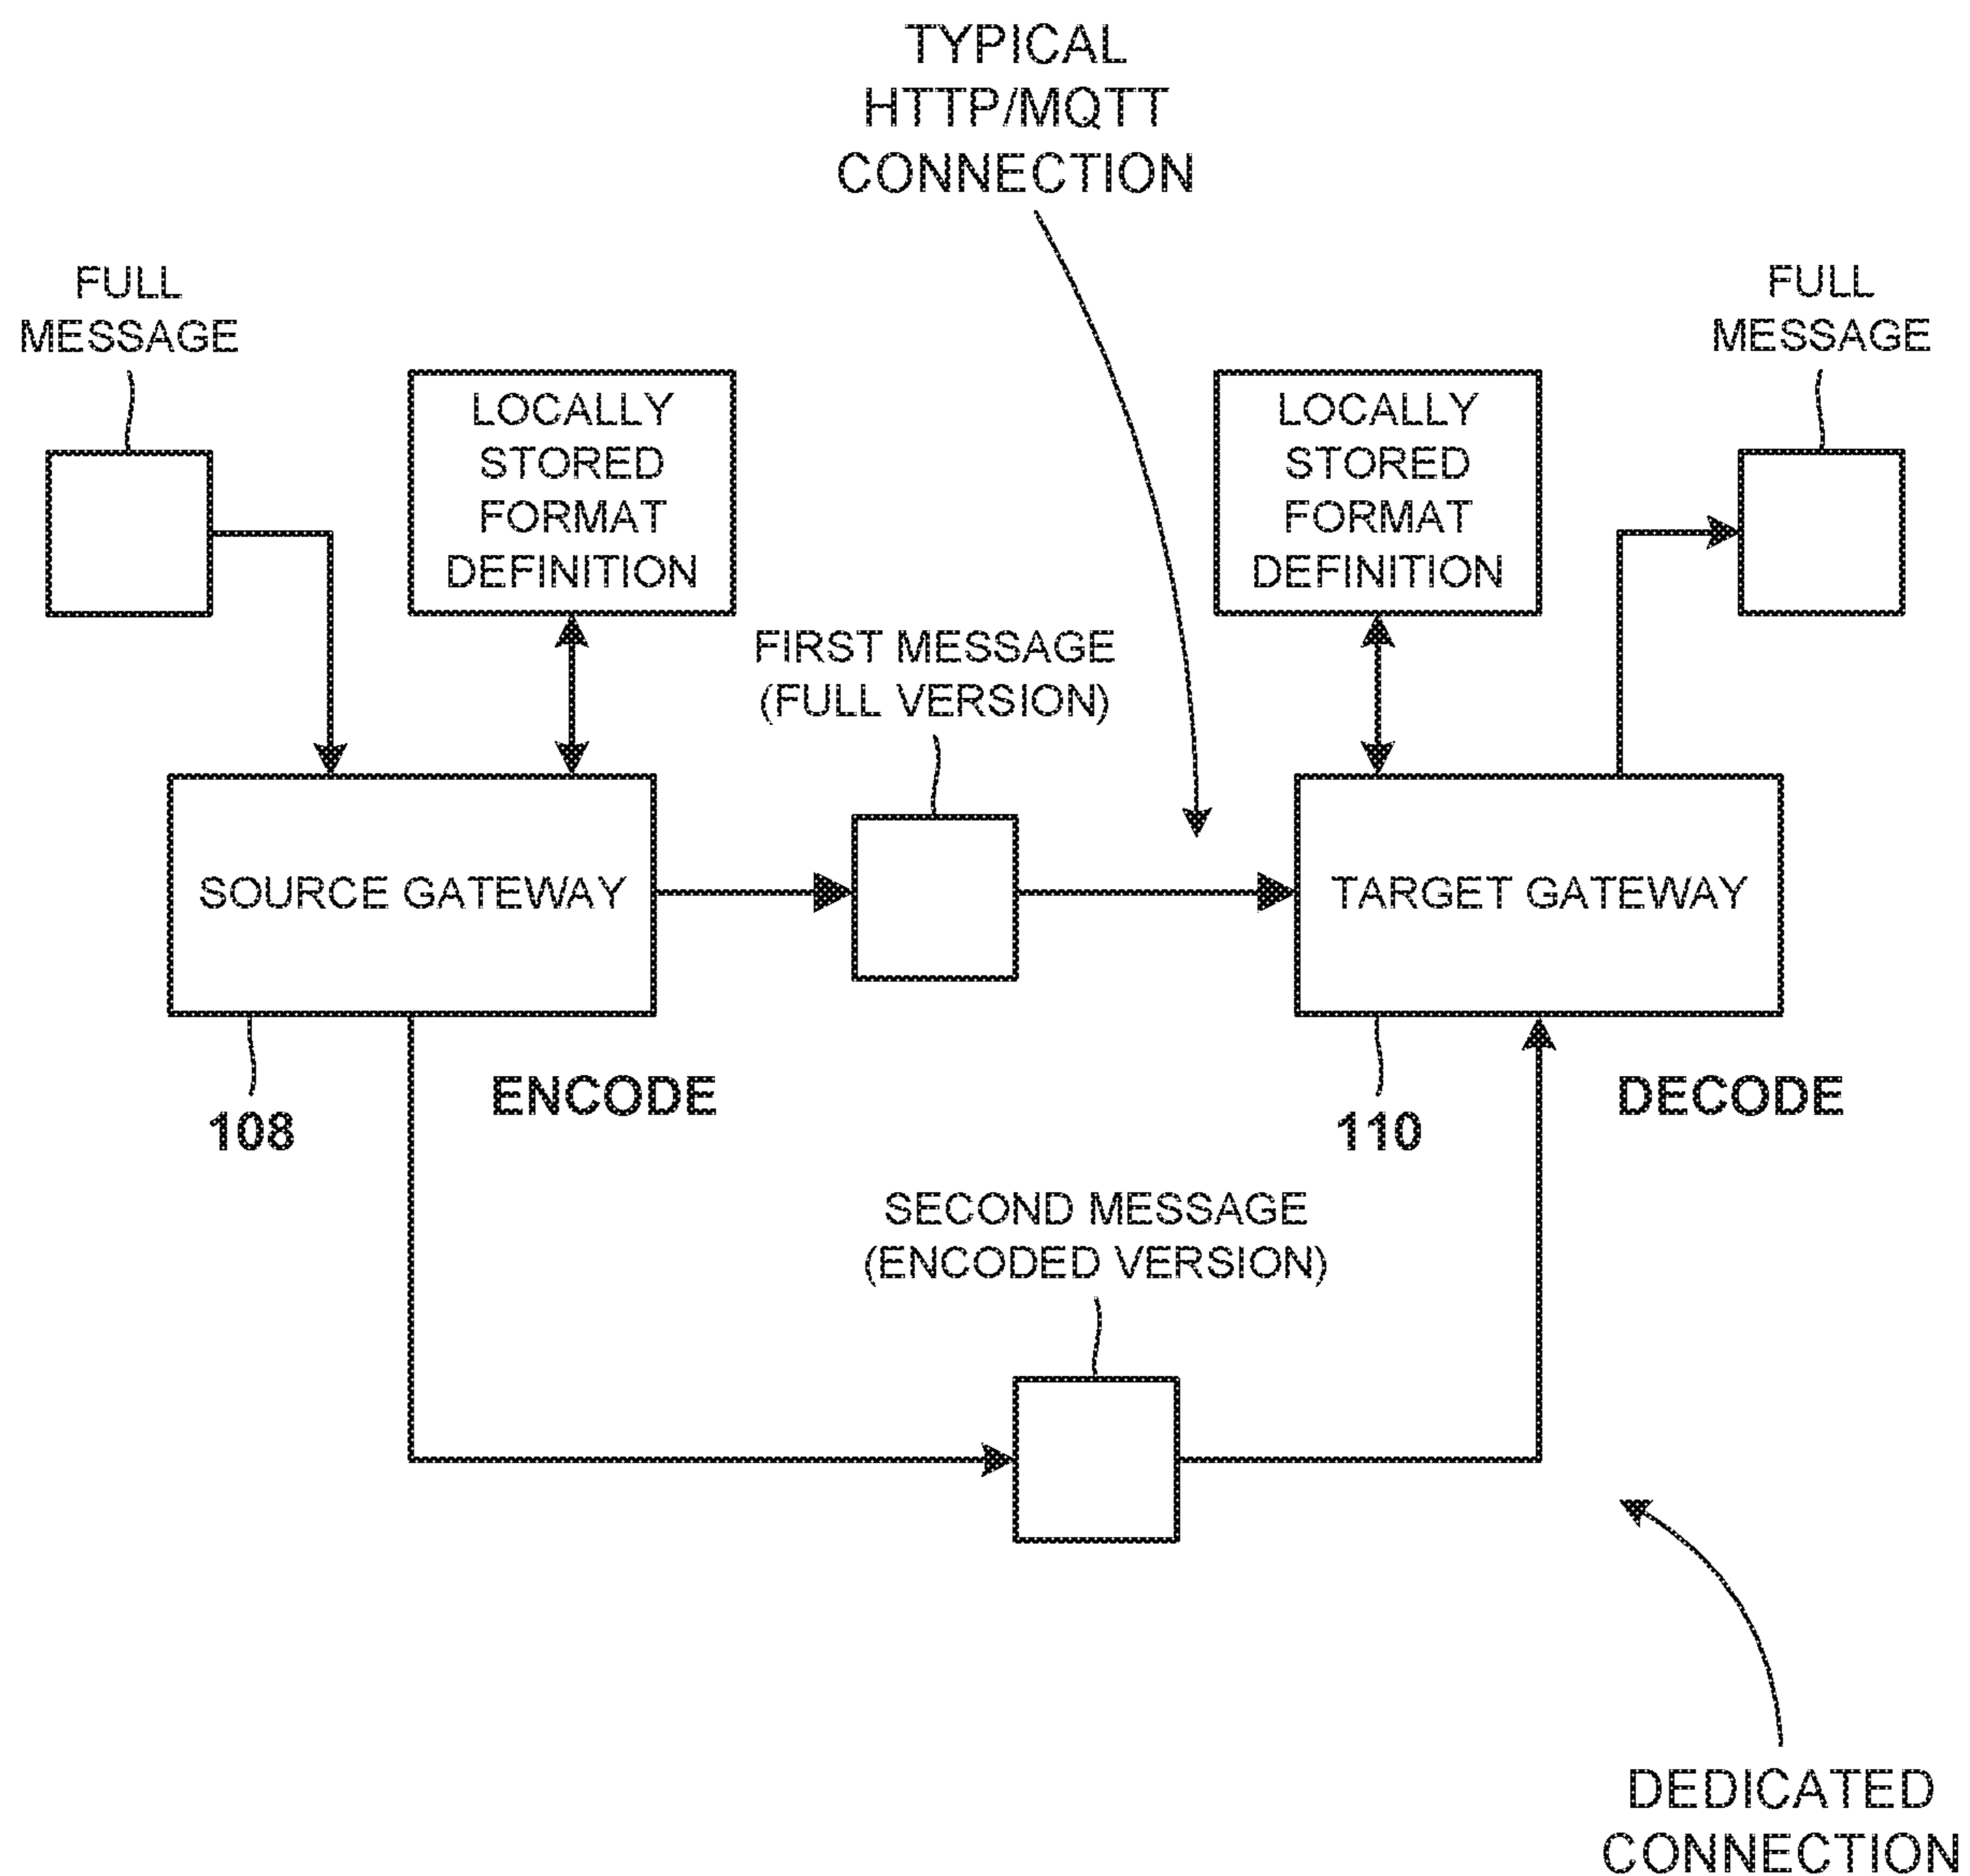 TYPICAL
HTTP/MQTT
CONNECTION
FULL
MESSAGE
FULL
MESSAGE
LOCALLY
STORED
FORMAT
DEFINITION
LOCALLY
STORED
FORMAT
DEFINITION
FIRST MESSAGE
(FULL VERSION)
SOURCE GATEWAY
TARGET GATEWAY
ENCODE
DECODE
108
110
SECOND MESSAGE
(ENCODED VERSION)
DEDICATED
CONNECTION